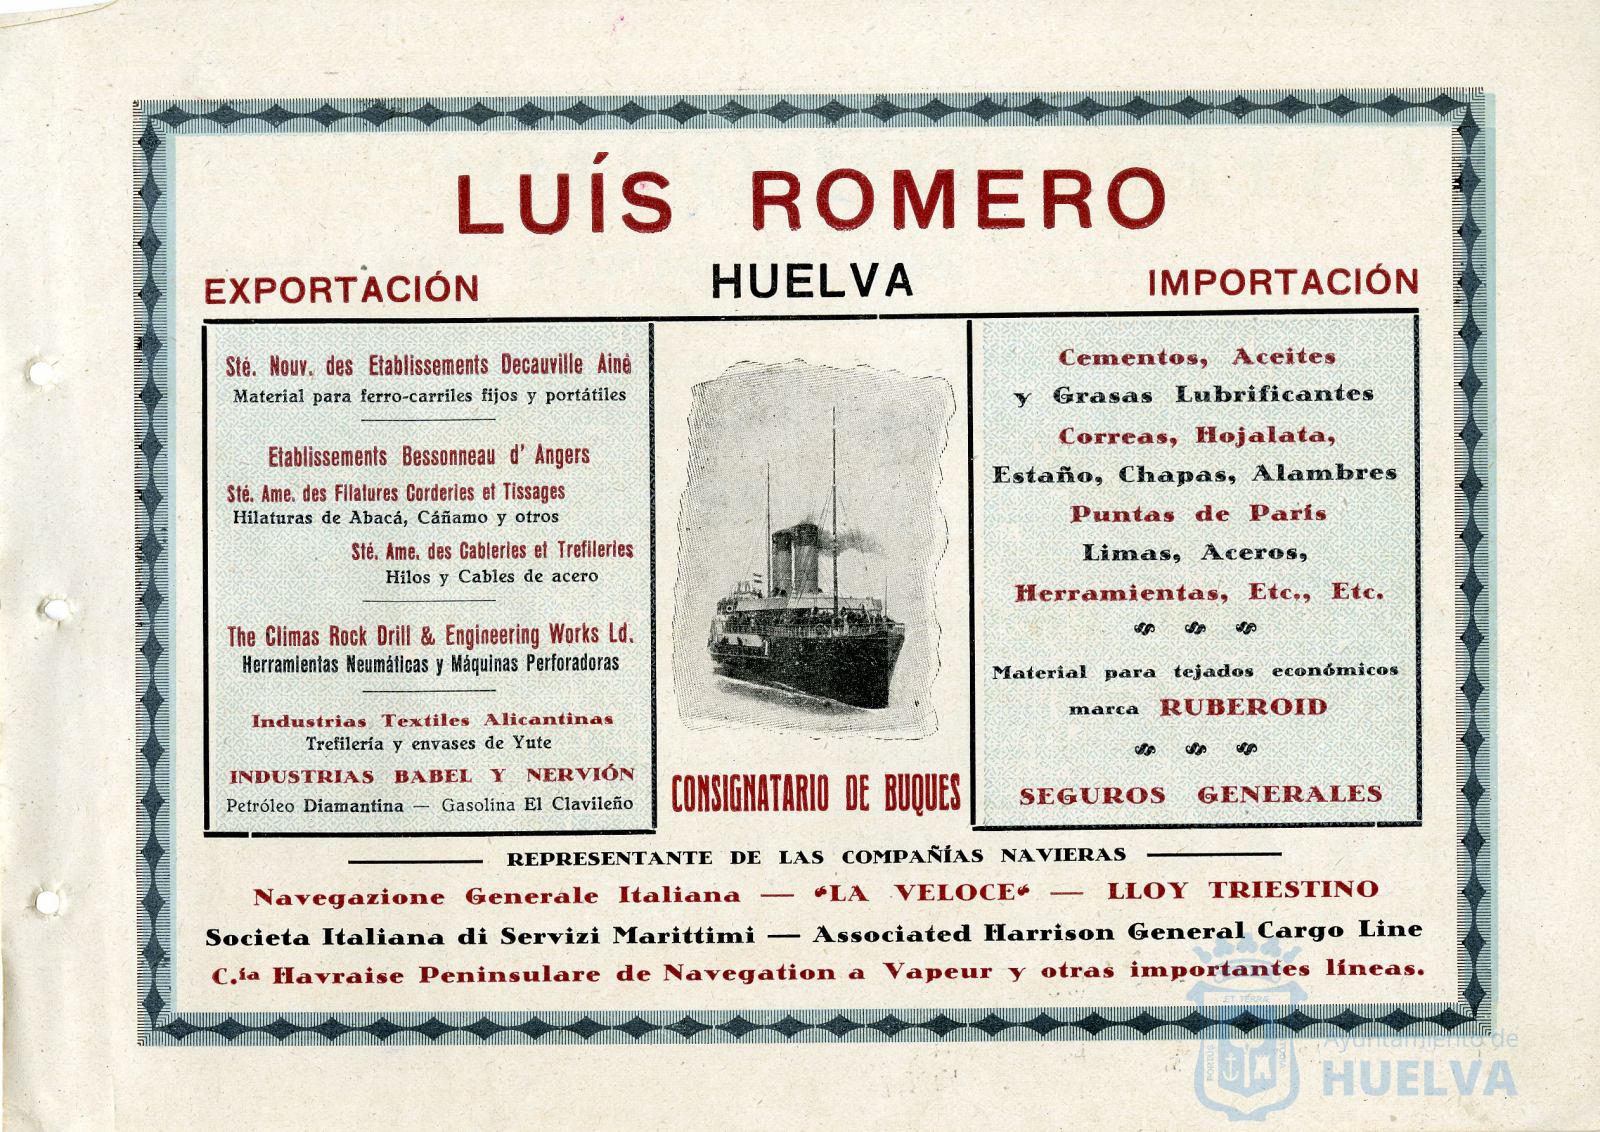 LUÍS ROMERO
EXPORTACIÓN
HUELVA
IMPORTACIÓN
Sté. Nouv. des Etablissements Decauville Ainé
Material para ferro-carriles fijos y portátiles
Etablissements Bessonneau d' Angers
Sté. Ame. des Filatures Corderies et Tissages
Hilaturas de Abacá, Cáñamo y otros
Sté. Ame. des Cableries et Trefileries
Hilos y Cables de acero
The Climas Rock Drill & Engineering Works Ld.
Herramientas Neumáticas y Máquinas Perforadoras
Industrias Textiles Alicantinas
Trefilería y envases de Yute
INDUSTRIAS BABEL Y NERVIÓN
Petróleo Diamantina — Gasolina El Clavileño
CONSIGNATARIO DE BUQUES
Cementos, Aceites
y Grasas Lubrificantes
Correas, Hojalata,
Estaño, Chapas, Alambres
Puntas de París
Limas, Aceros,
Herramientas, Etc., Etc.
Material para tejados económicos
marca RUBEROID
SEGUROS GENERALES
REPRESENTANTE DE LAS COMPAÑÍAS NAVIERAS
Navegazione Generale Italiana — "LA VELOCE" — LLOY TRIESTINO
Societa Italiana di Servizi Marittimi — Associated Harrison General Cargo Line
C.ía Havraise Peninsulare de Navegation a Vapeur y otras importantes líneas.
Ayuntamiento de
HUELVA